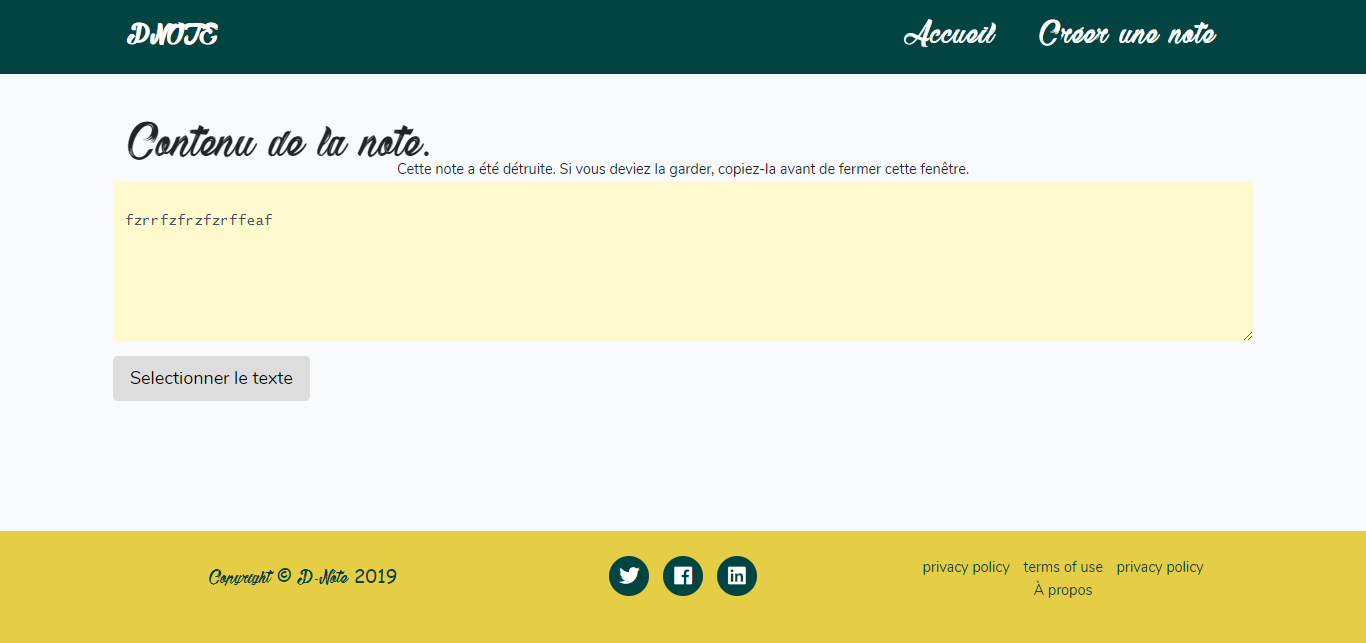 DNOTE
Accueil Créer une note
Contenu de la note.
Cette note a été détruite. Si vous deviez la garder, copiez-la avant de fermer cette fenêtre.
fzrrfzfrzfzrffeaf
Selectionner le texte
Copyright © D-Note 2019
privacy policy terms of use privacy policy
À propos